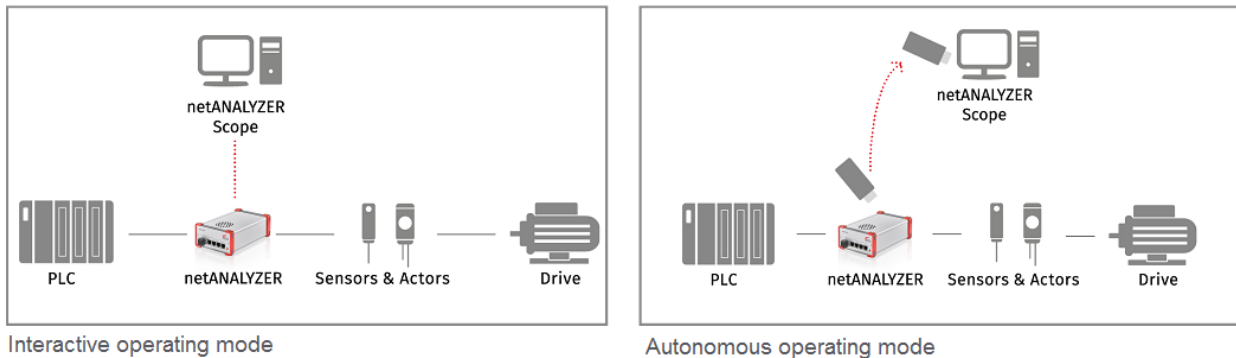 netANALYZER
Scope
PLC
netANALYZER
Sensors & Actors
Drive
Interactive operating mode
netANALYZER
Scope
PLC
netANALYZER
Sensors & Actors
Drive
Autonomous operating mode